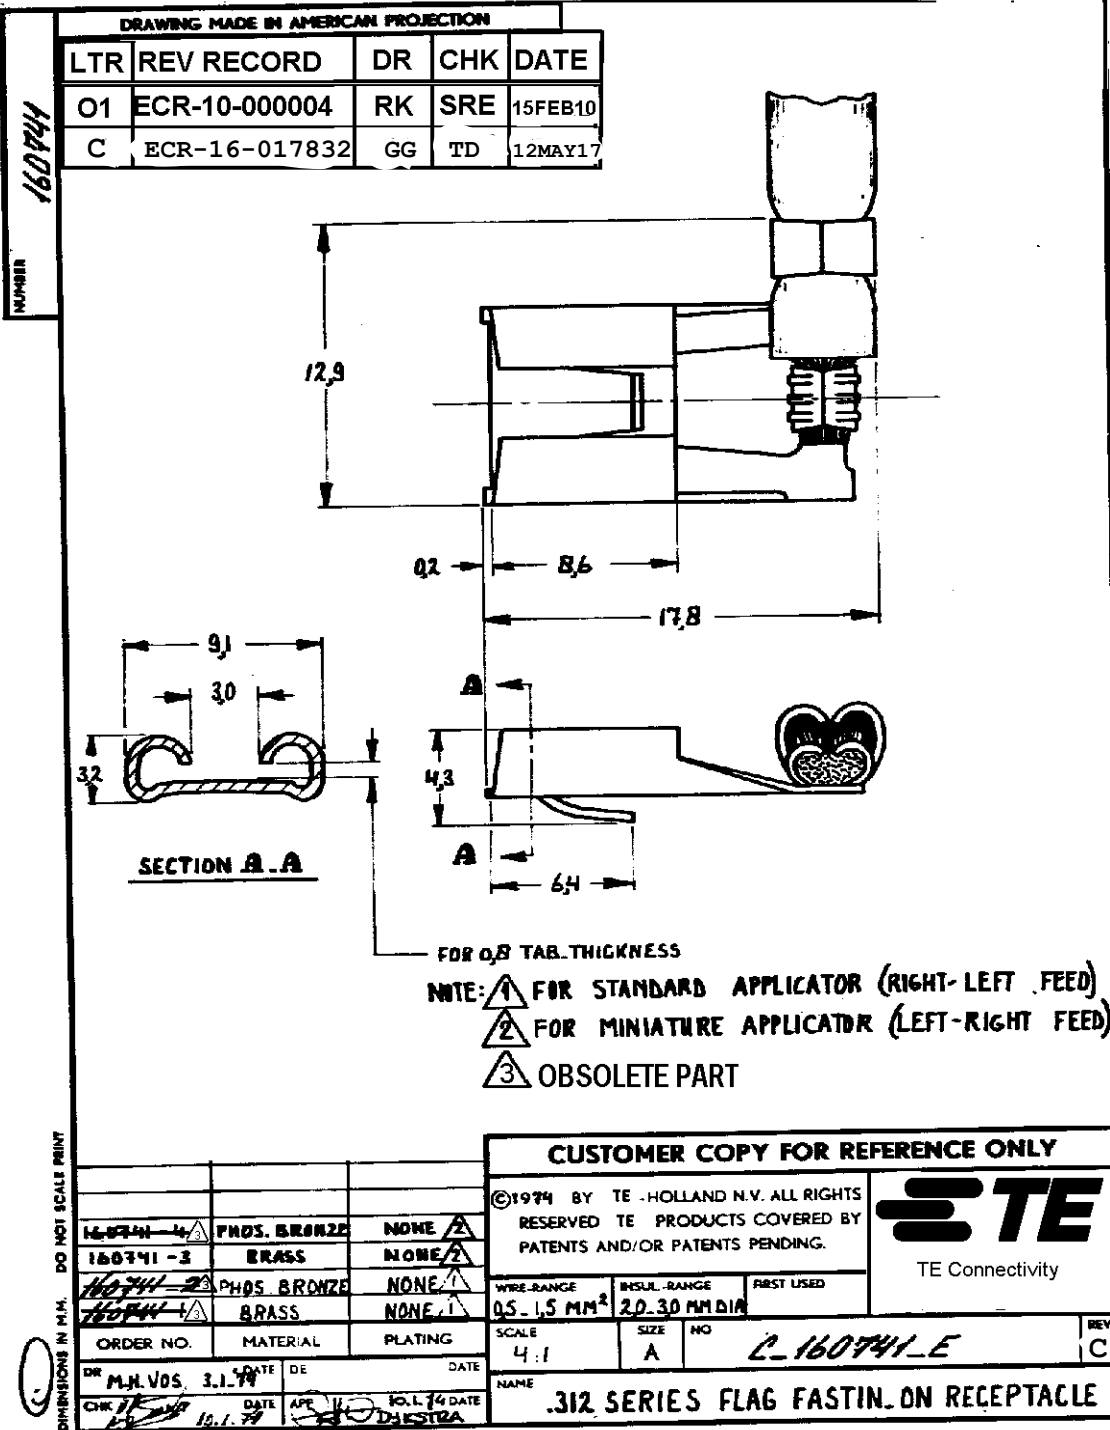 DRAWING MADE IN AMERICAN PROJECTION
LTR REV RECORD DR CHK DATE
O1 ECR-10-000004 RK SRE 15FEB10
C ECR-16-017832 GG TD 12MAY17
NUMBER 160741
12,9
0,2 8,6
17,8
9,1
3,0
3,2
SECTION A-A
A
4,3
A
6,4
FOR 0,8 TAB-THICKNESS
NOTE: 1 FOR STANDARD APPLICATOR (RIGHT-LEFT FEED)
2 FOR MINIATURE APPLICATOR (LEFT-RIGHT FEED)
3 OBSOLETE PART
DIMENSIONS IN M.M. DO NOT SCALE PRINT
160741-4 3 PHOS. BRONZE NONE 2
160741-3 BRASS NONE 2
160741-2 3 PHOS BRONZE NONE 1
160741-1 3 BRASS NONE 1
ORDER NO. MATERIAL PLATING
DR M.H. VOS 3.1.74 DATE DE DATE
CHK DATE APP 10.1.74 DATE
DIJKSTRA
CUSTOMER COPY FOR REFERENCE ONLY
©1974 BY TE -HOLLAND N.V. ALL RIGHTS
RESERVED TE PRODUCTS COVERED BY
PATENTS AND/OR PATENTS PENDING.
TE
TE Connectivity
WIRE-RANGE INSUL-RANGE FIRST USED
0,5-1,5 MM² 2,0-3,0 MM DIA
SCALE SIZE NO REV
4:1 A C-160741-E C
NAME
.312 SERIES FLAG FASTIN-ON RECEPTACLE